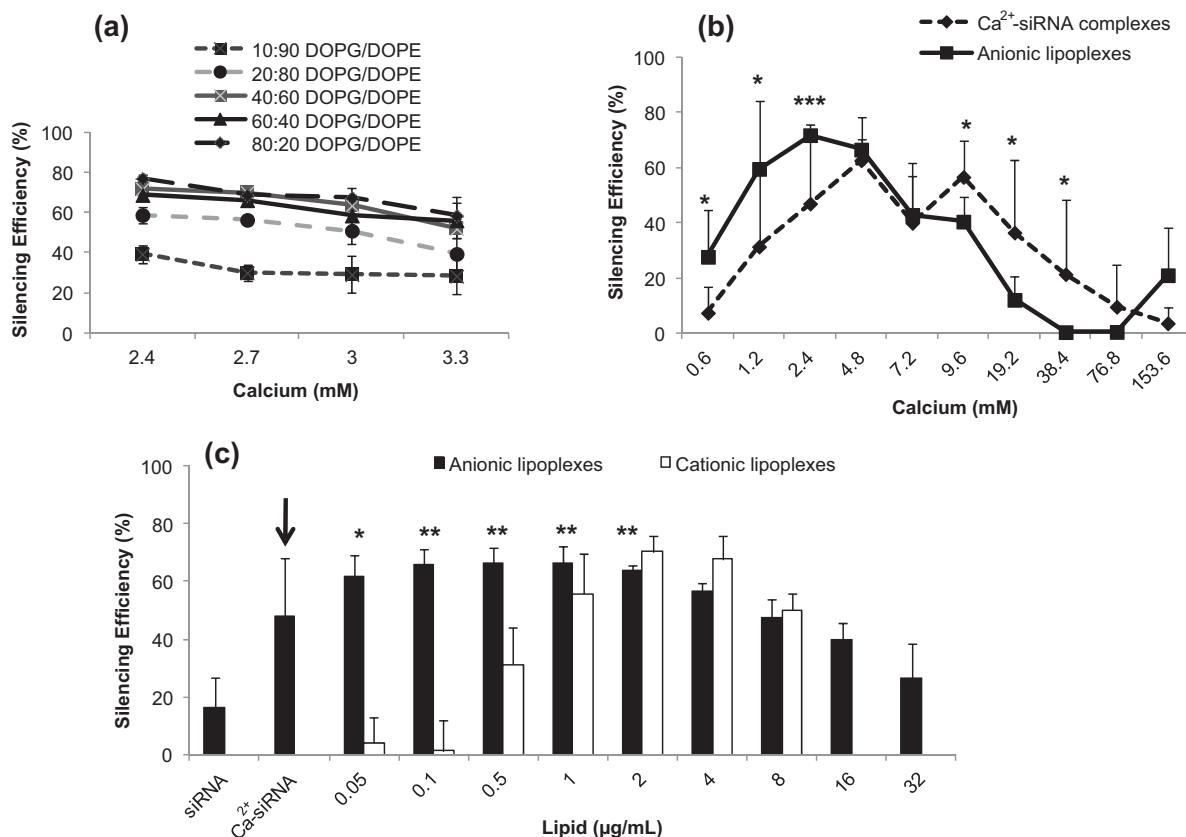 (a)
10:90 DOPG/DOPE
20:80 DOPG/DOPE
40:60 DOPG/DOPE
60:40 DOPG/DOPE
80:20 DOPG/DOPE
Silencing Efficiency (%)
100
80
60
40
20
0
2.4 2.7 3 3.3
Calcium (mM)
(b)
Ca²⁺-siRNA complexes
Anionic lipoplexes
Silencing Efficiency (%)
100
80
60
40
20
0
* * *** * * *
0.6 1.2 2.4 4.8 7.2 9.6 19.2 38.4 76.8 153.6
Calcium (mM)
(c)
Anionic lipoplexes Cationic lipoplexes
Silencing Efficiency (%)
100
80
60
40
20
0
* ** ** ** **
siRNA 2+ Ca-siRNA 0.05 0.1 0.5 1 2 4 8 16 32
Lipid (µg/mL)